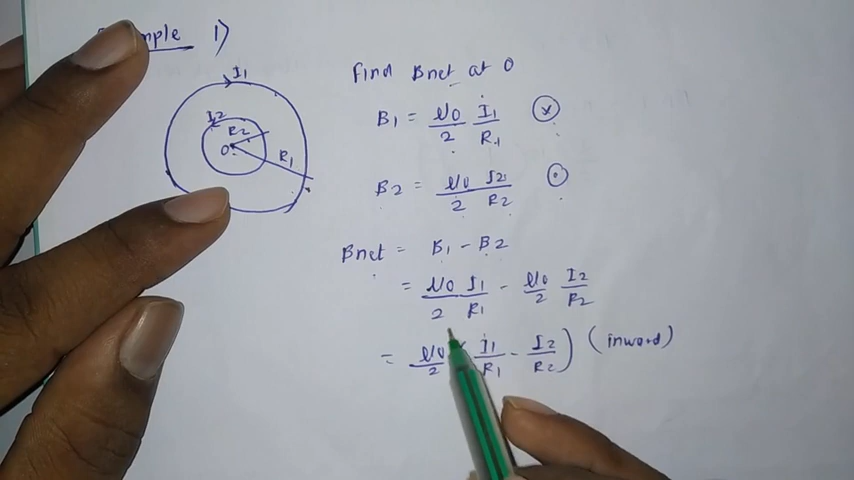 mple 1)
I1
I2
R2
R1
O
Find Bnet at O
B1 = μ0/2 I1/R1 ⊗
B2 = μ0/2 I2/R2 ⊙
Bnet = B1 - B2
= μ0/2 I1/R1 - μ0/2 I2/R2
= μ0/2 I1/R1 - I2/R2 ) (inward)